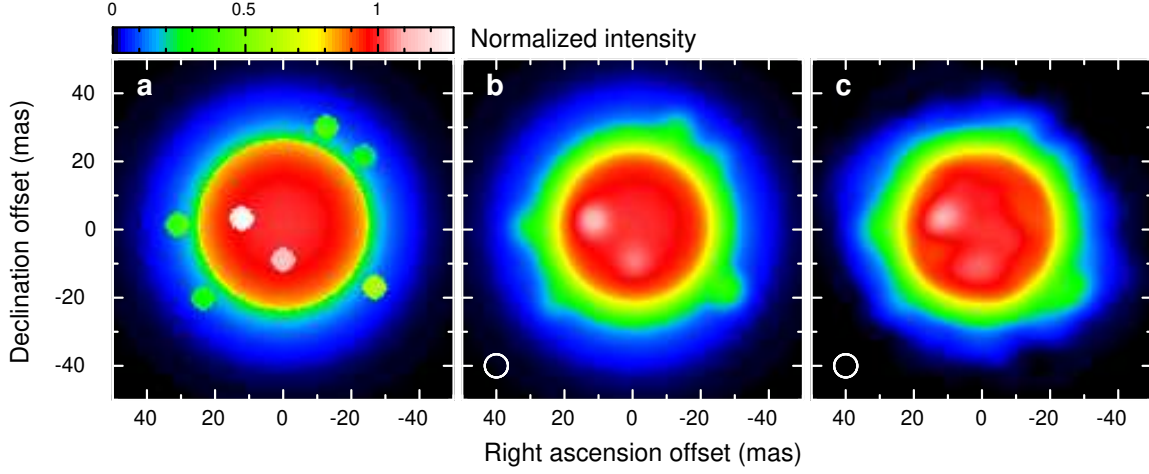 0 0.5 1
Normalized intensity
a b c
Declination offset (mas)
40
20
0
-20
-40
40 20 0 -20 -40 40 20 0 -20 -40 40 20 0 -20 -40
Right ascension offset (mas)